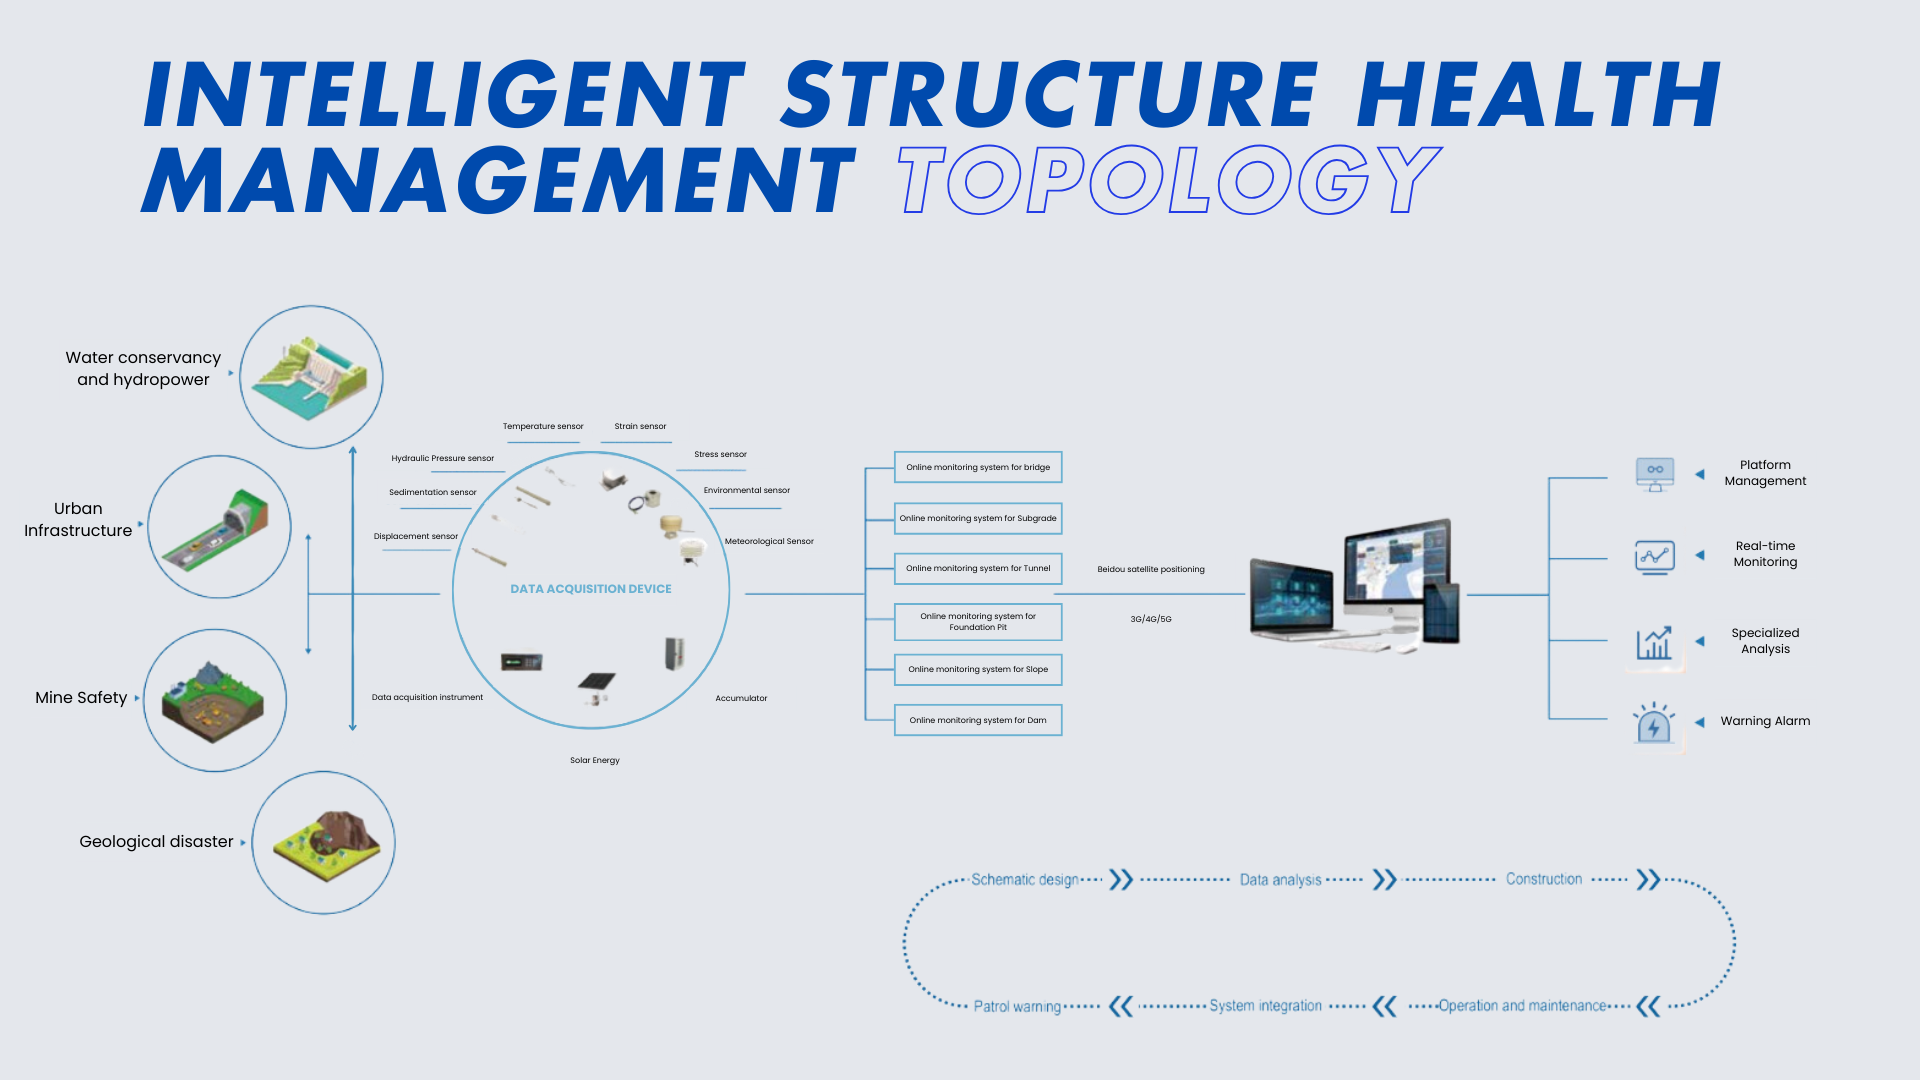 INTELLIGENT STRUCTURE HEALTH
MANAGEMENT TOPOLOGY
Water conservancy
and hydropower
Urban
Infrastructure
Mine Safety
Geological disaster
Temperature sensor
Strain sensor
Hydraulic Pressure sensor
Stress sensor
Sedimentation sensor
Environmental sensor
Displacement sensor
Meteorological Sensor
DATA ACQUISITION DEVICE
Data acquisition instrument
Accumulator
Solar Energy
Online monitoring system for bridge
Online monitoring system for Subgrade
Online monitoring system for Tunnel
Online monitoring system for
Foundation Pit
Online monitoring system for Slope
Online monitoring system for Dam
Beidou satellite positioning
3G/4G/5G
Platform
Management
Real-time
Monitoring
Specialized
Analysis
Warning Alarm
Schematic design
Data analysis
Construction
Patrol warning
System integration
Operation and maintenance